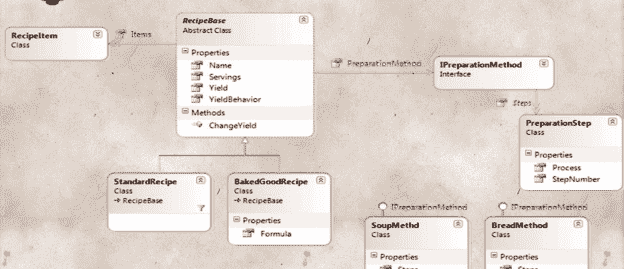 RecipeItem
Class
Items
RecipeBase
Abstract Class
Properties
Name
Servings
Yield
YieldBehavior
Methods
ChangeYield
PreparationMethod
IPreparationMethod
Interface
Steps
PreparationStep
Class
Properties
Process
StepNumber
StandardRecipe
Class
RecipeBase
BakedGoodRecipe
Class
RecipeBase
Properties
Formula
IPreparationMethod
SoupMethd
Class
Properties
IPreparationMethod
BreadMethod
Class
Properties